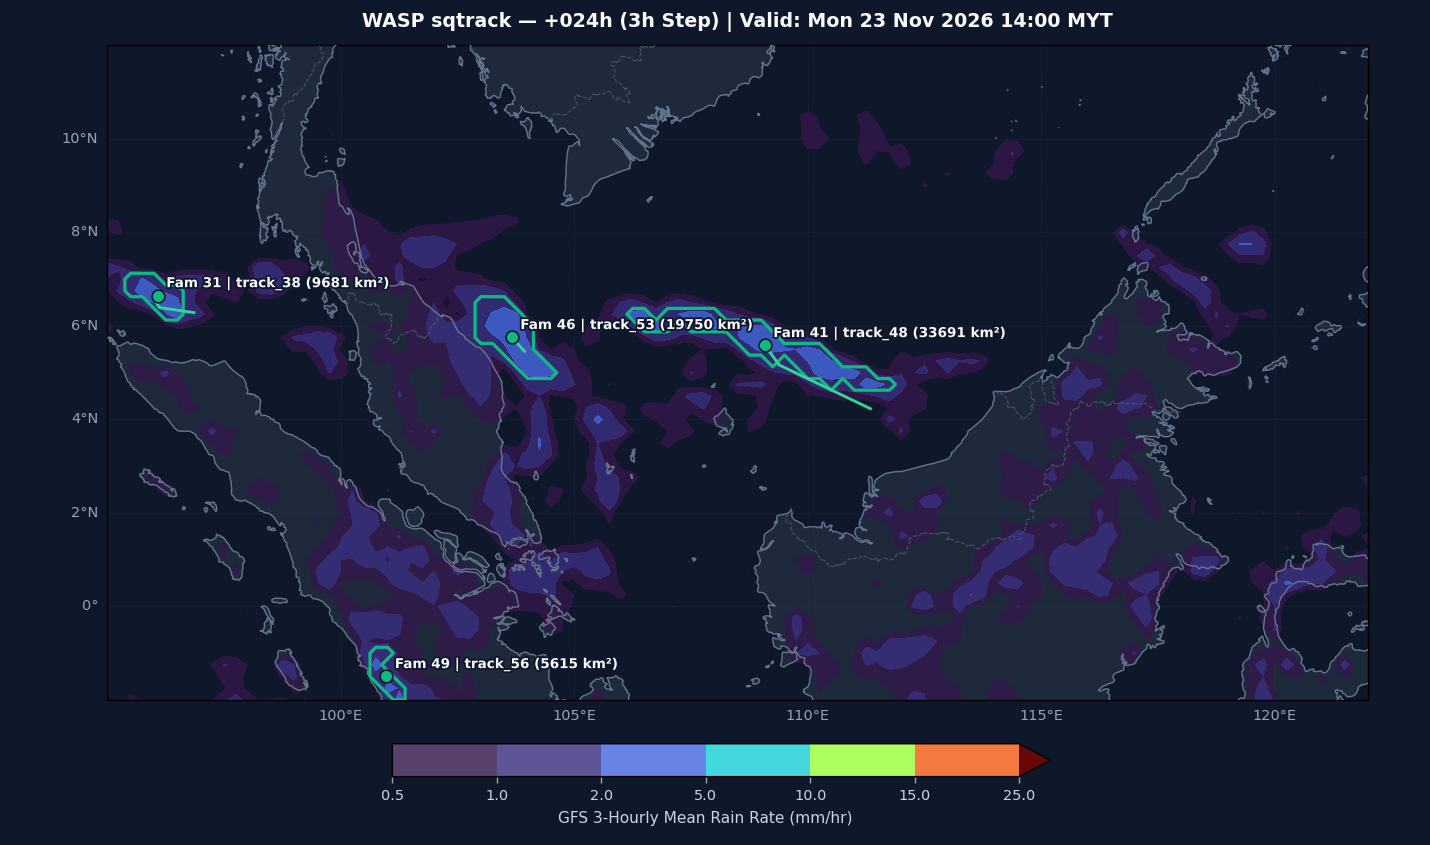 WASP sqtrack — +024h (3h Step) | Valid: Mon 23 Nov 2026 14:00 MYT
10°N
8°N
6°N
4°N
2°N
0°
Fam 31 | track_38 (9681 km²)
Fam 46 | track_53 (19750 km²)
Fam 41 | track_48 (33691 km²)
Fam 49 | track_56 (5615 km²)
100°E 105°E 110°E 115°E 120°E
0.5 1.0 2.0 5.0 10.0 15.0 25.0
GFS 3-Hourly Mean Rain Rate (mm/hr)